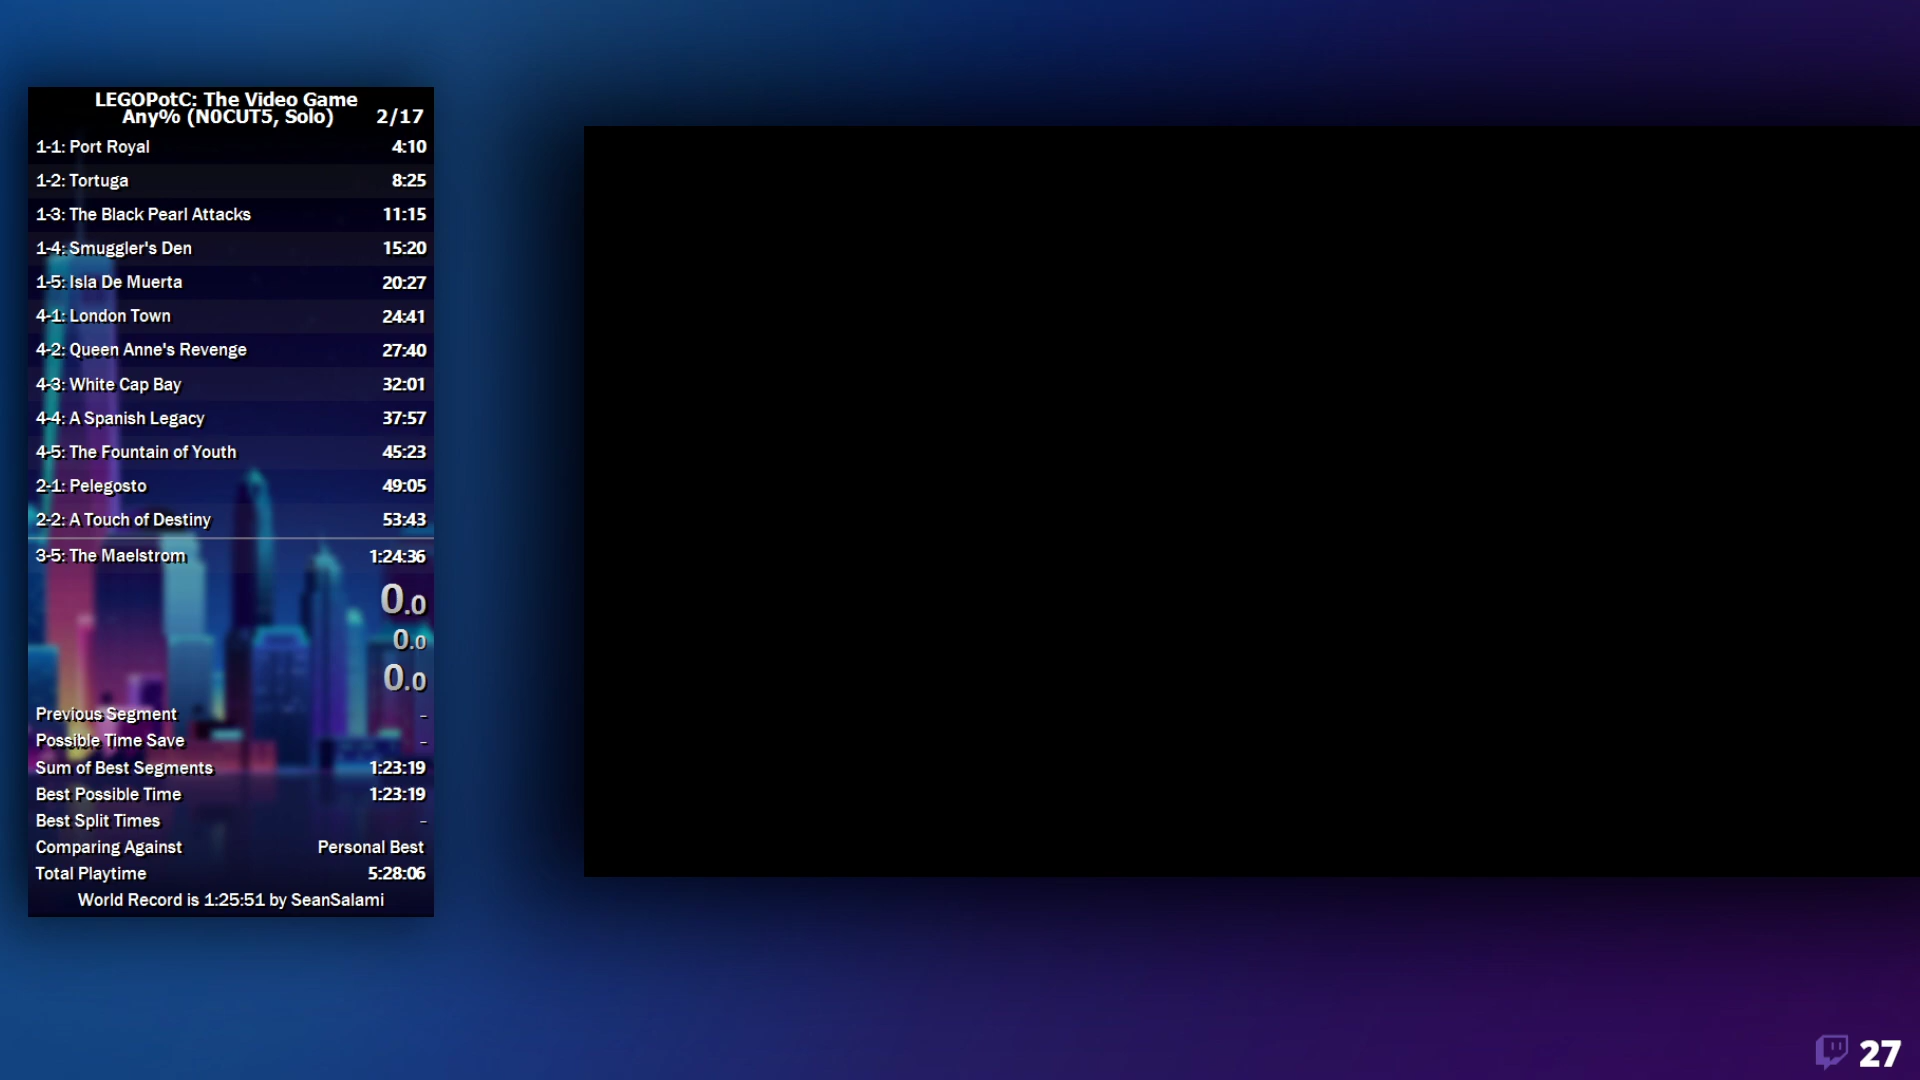 LEGOPotC: The Video Game
Any% (N0CUT5, Solo) 2/17
1-1: Port Royal 4:10
1-2: Tortuga 8:25
1-3: The Black Pearl Attacks 11:15
1-4: Smuggler's Den 15:20
1-5: Isla De Muerta 20:27
4-1: London Town 24:41
4-2: Queen Anne's Revenge 27:40
4-3: White Cap Bay 32:01
4-4: A Spanish Legacy 37:57
4-5: The Fountain of Youth 45:23
2-1: Pelegosto 49:05
2-2: A Touch of Destiny 53:43
3-5: The Maelstrom 1:24:36
0.0
0.0
0.0
Previous Segment –
Possible Time Save –
Sum of Best Segments 1:23:19
Best Possible Time 1:23:19
Best Split Times –
Comparing Against Personal Best
Total Playtime 5:28:06
World Record is 1:25:51 by SeanSalami
27